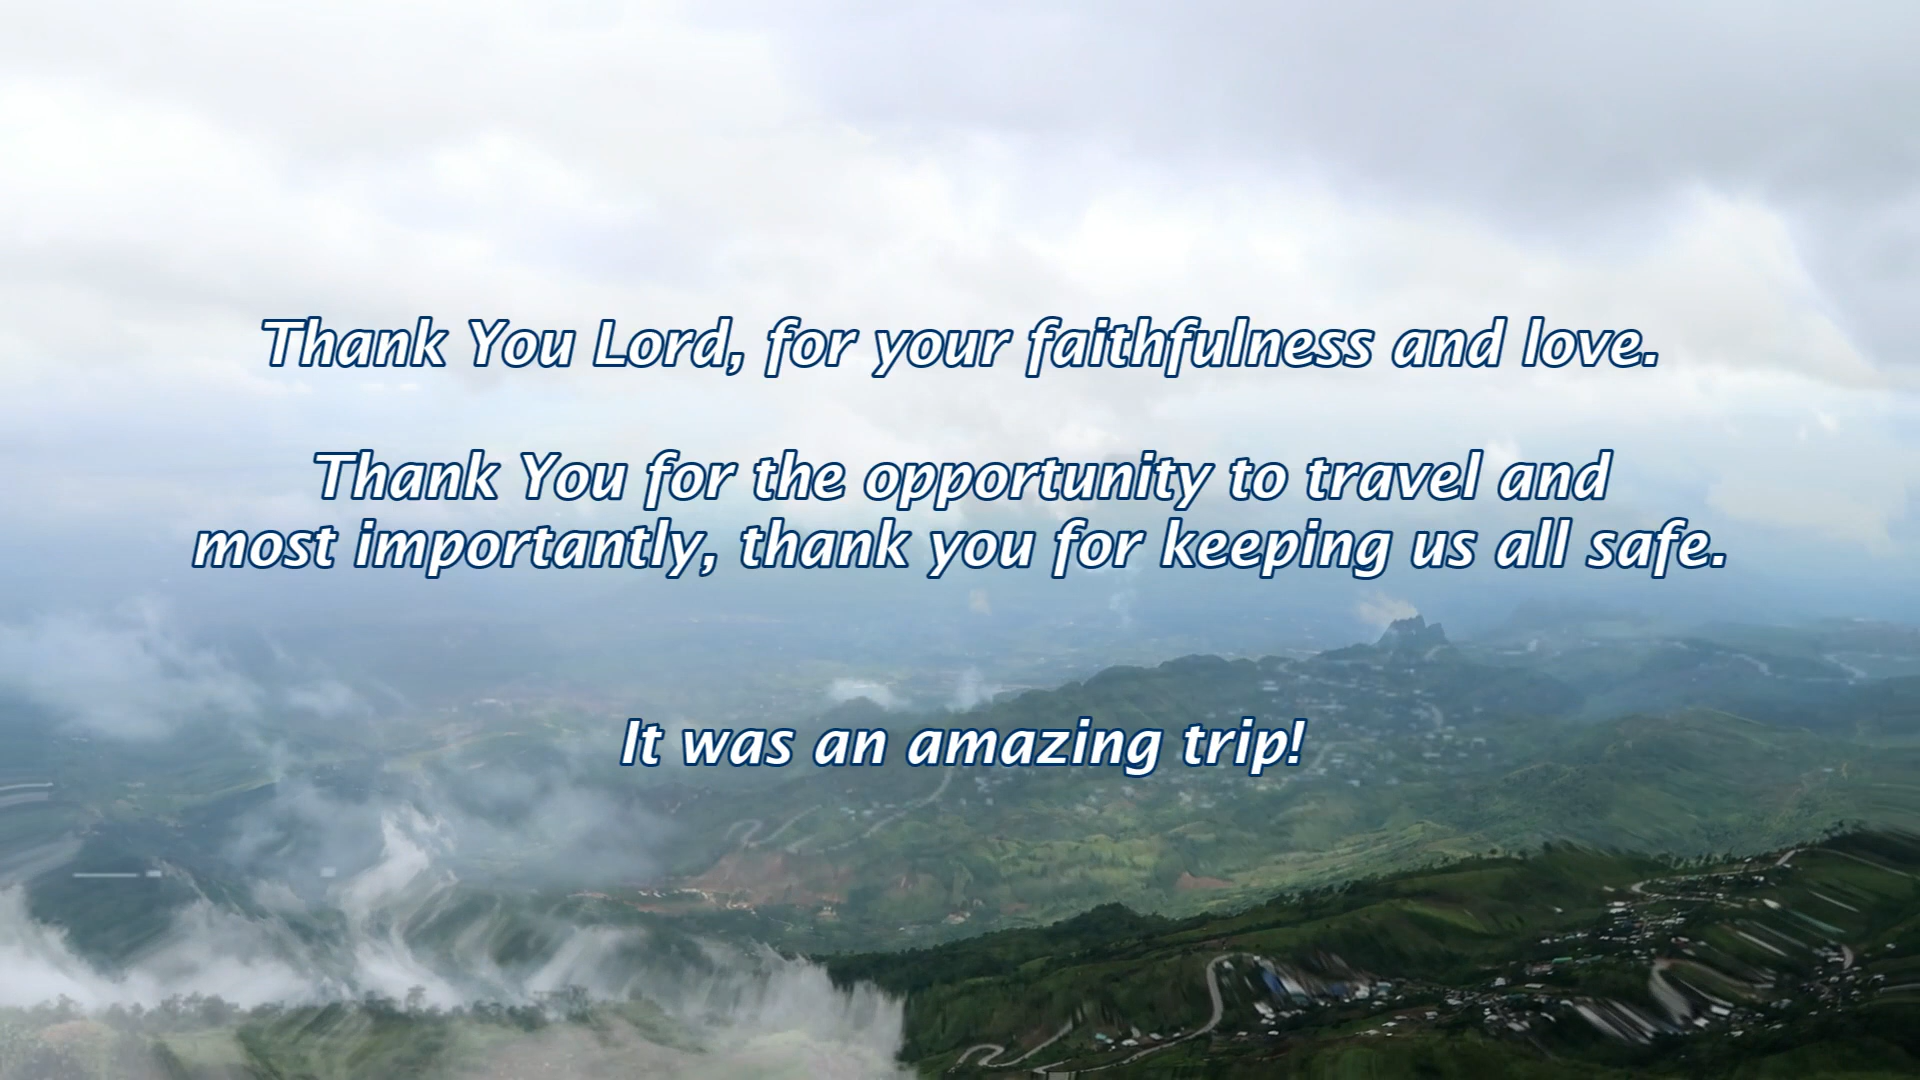 Thank You Lord, for your faithfulness and love.
Thank You for the opportunity to travel and
most importantly, thank you for keeping us all safe.
It was an amazing trip!